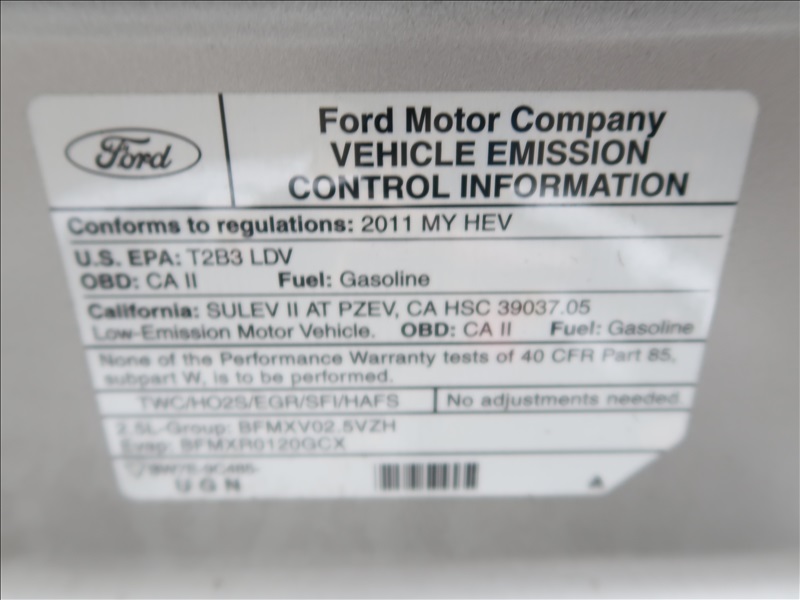 Ford
Ford Motor Company
VEHICLE EMISSION
CONTROL INFORMATION
Conforms to regulations: 2011 MY HEV
U.S. EPA: T2B3 LDV
OBD: CA II Fuel: Gasoline
California: SULEV II AT PZEV, CA HSC 39037.05
Low-Emission Motor Vehicle. OBD: CA II Fuel: Gasoline
None of the Performance Warranty tests of 40 CFR Part 85,
subpart W, is to be performed.
TWC/HO2S/EGR/SFI/HAFS No adjustments needed.
2.5L-Group: BFMXV02.5VZH
Evap: BFMXR0120GCX
UGN